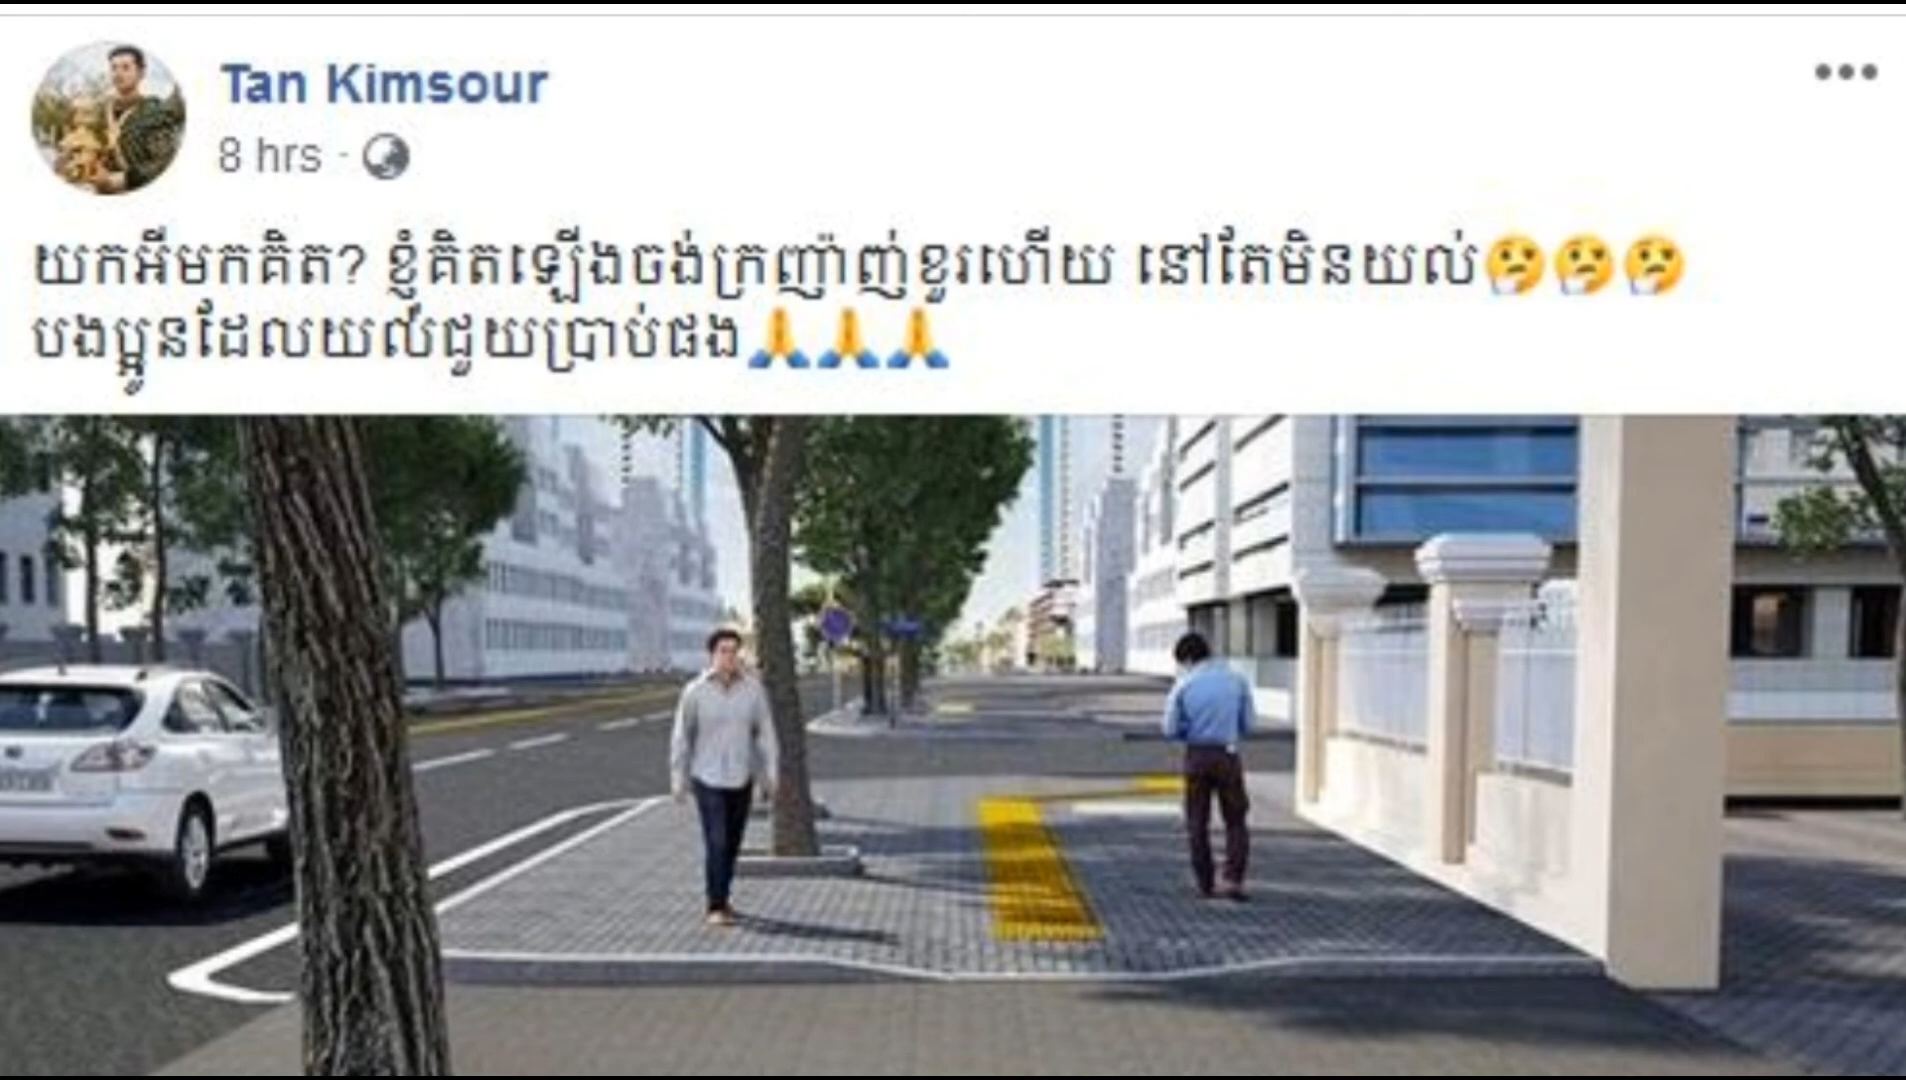 Tan Kimsour
8 hrs ·
យកអីមកគិត? ខ្ញុំគិតឡើងចង់ក្រញ៉ាញ់ខួរហើយ នៅតែមិនយល់🤔🤔🤔
បងប្អូនដែលយល់ជួយប្រាប់ផង🙏🙏🙏